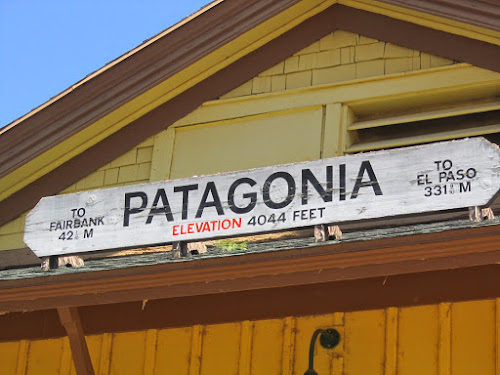 TO
FAIRBANK
42 M
PATAGONIA
ELEVATION 4044 FEET
TO
EL PASO
331 M